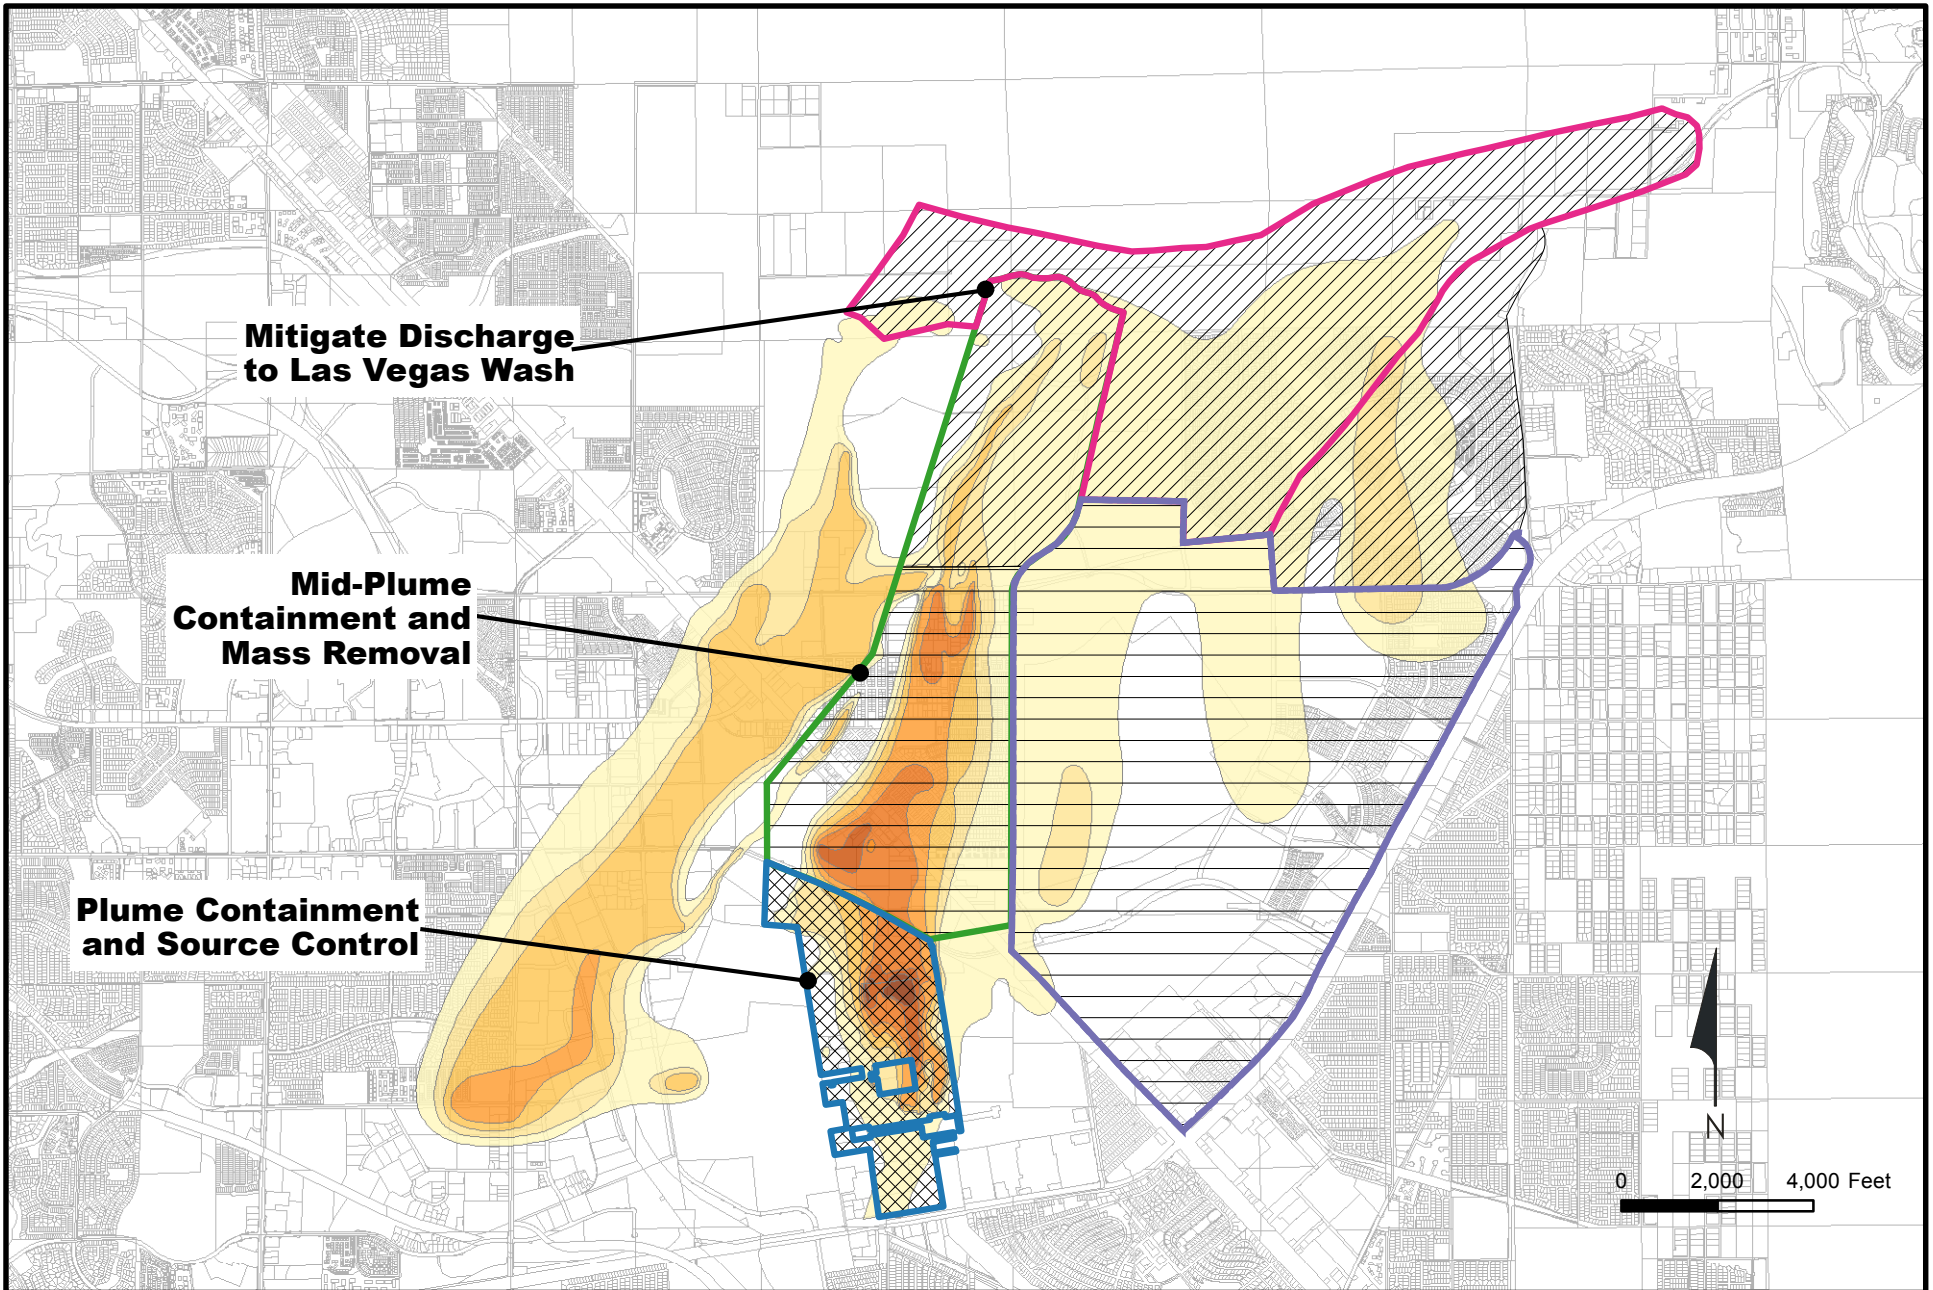 Mitigate Discharge
to Las Vegas Wash
Mid-Plume
Containment and
Mass Removal
Plume Containment
and Source Control
N
0 2,000 4,000 Feet